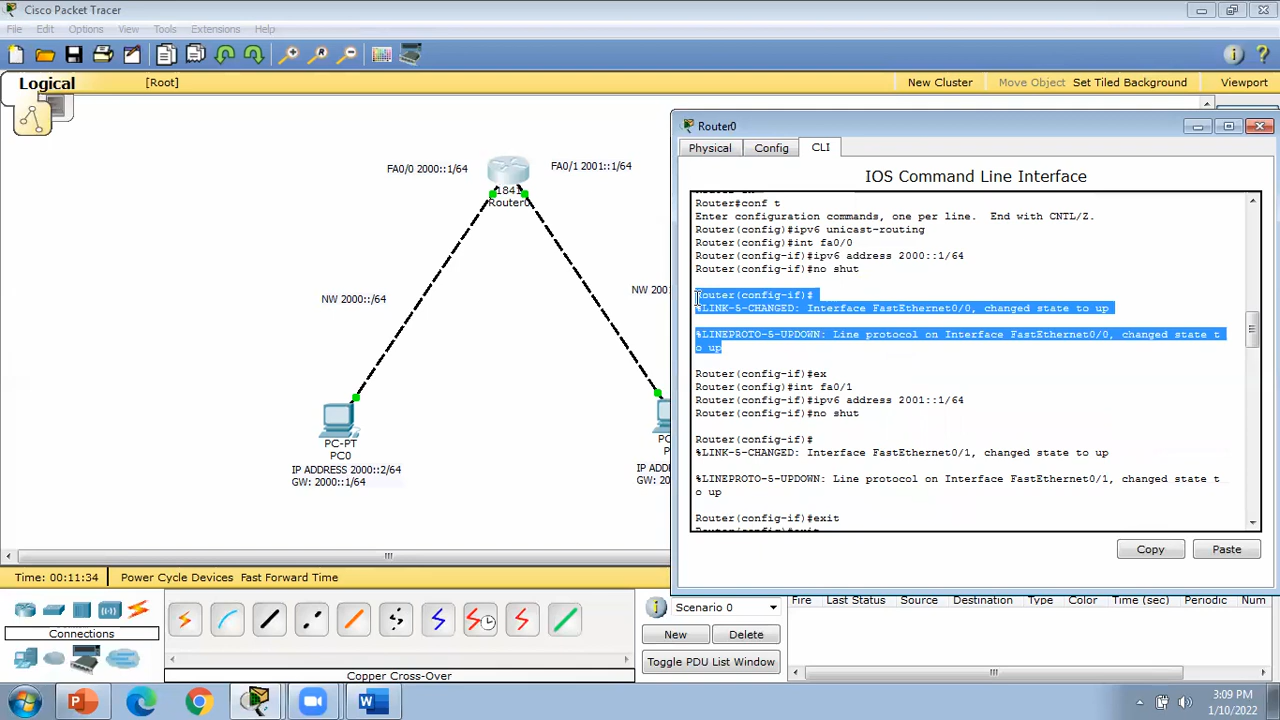 Cisco Packet Tracer
File Edit Options View Tools Extensions Help
Logical [Root] New Cluster Move Object Set Tiled Background Viewport
FA0/0 2000::1/64
FA0/1 2001::1/64
1841
Router0
NW 2000::/64
NW 200
PC-PT
PC0
IP ADDRESS 2000::2/64
GW: 2000::1/64
P
P
IP ADD
GW: 200
Router0
Physical Config CLI
IOS Command Line Interface
Router#conf t
Enter configuration commands, one per line.  End with CNTL/Z.
Router(config)#ipv6 unicast-routing
Router(config)#int fa0/0
Router(config-if)#ipv6 address 2000::1/64
Router(config-if)#no shut
Router(config-if)#
%LINK-5-CHANGED: Interface FastEthernet0/0, changed state to up
%LINEPROTO-5-UPDOWN: Line protocol on Interface FastEthernet0/0, changed state t
o up
Router(config-if)#ex
Router(config)#int fa0/1
Router(config-if)#ipv6 address 2001::1/64
Router(config-if)#no shut
Router(config-if)#
%LINK-5-CHANGED: Interface FastEthernet0/1, changed state to up
%LINEPROTO-5-UPDOWN: Line protocol on Interface FastEthernet0/1, changed state t
o up
Router(config-if)#exit
Copy Paste
Time: 00:11:34 Power Cycle Devices Fast Forward Time
Connections
Copper Cross-Over
Scenario 0
New Delete
Toggle PDU List Window
Fire Last Status Source Destination Type Color Time (sec) Periodic Num
3:09 PM
1/10/2022